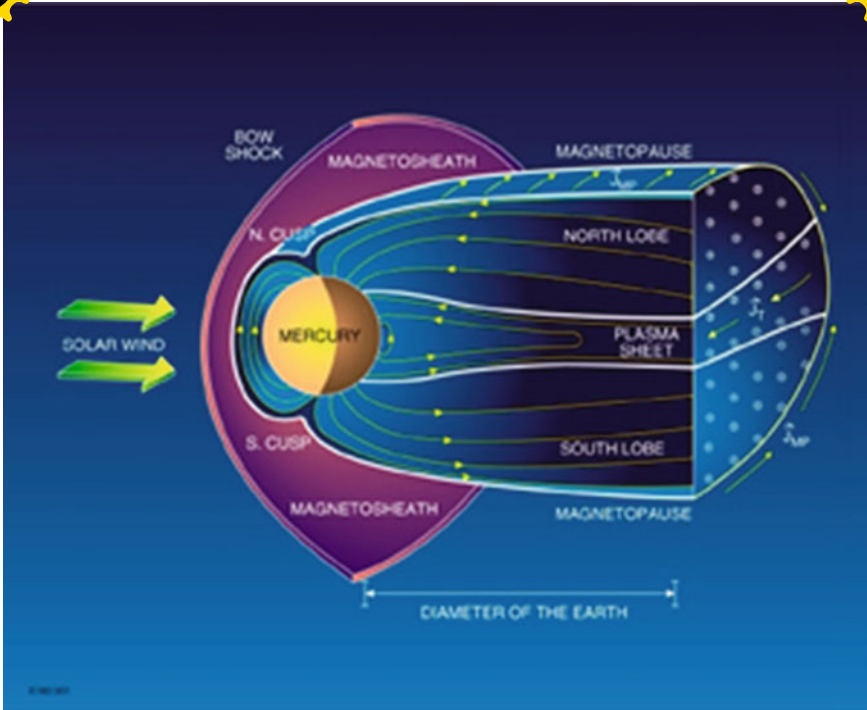 BOW
SHOCK
MAGNETOSHEATH
MAGNETOPAUSE
N. CUSP
NORTH LOBE
MERCURY
SOLAR WIND
PLASMA
SHEET
S. CUSP
SOUTH LOBE
MAGNETOSHEATH
MAGNETOPAUSE
DIAMETER OF THE EARTH